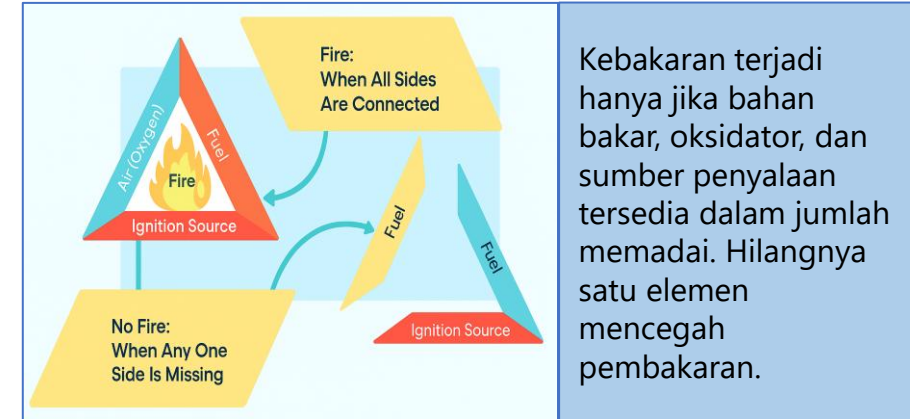 Fire:
When All Sides
Are Connected
Air (Oxygen)
Fuel
Fire
Ignition Source
No Fire:
When Any One
Side Is Missing
Fuel
Fuel
Ignition Source
Kebakaran terjadi
hanya jika bahan
bakar, oksidator, dan
sumber penyalaan
tersedia dalam jumlah
memadai. Hilangnya
satu elemen
mencegah
pembakaran.